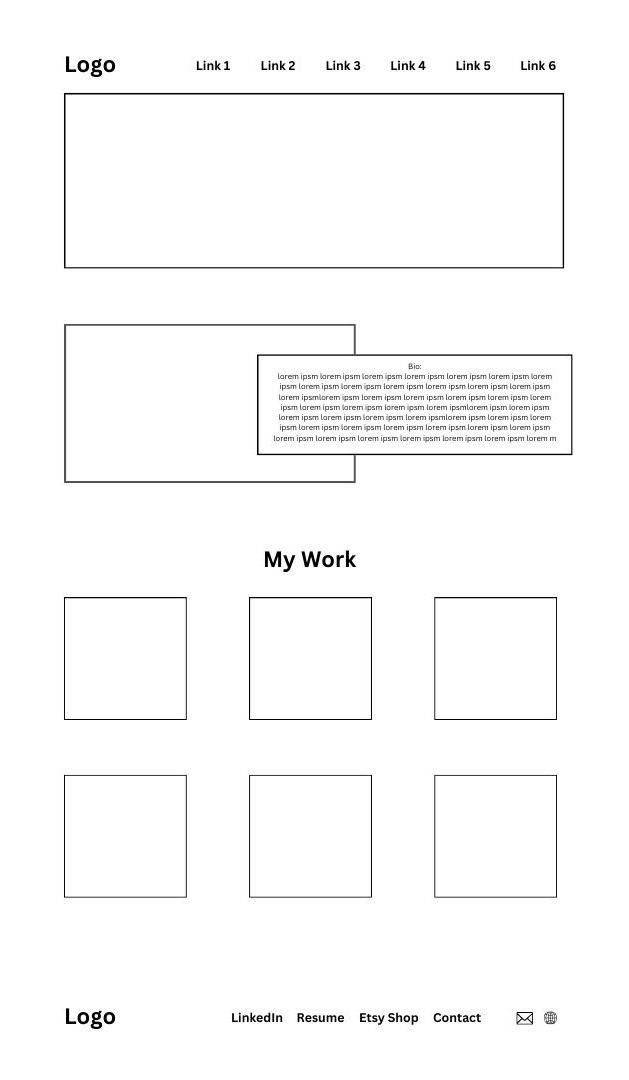 Logo
Link 1 Link 2 Link 3 Link 4 Link 5 Link 6
Bio:
lorem ipsm lorem ipsm lorem ipsm lorem ipsm lorem ipsm lorem ipsm lorem
ipsm lorem ipsm lorem ipsm lorem ipsm lorem ipsm lorem ipsm lorem ipsm
lorem ipsmlorem ipsm lorem ipsm lorem ipsm lorem ipsm lorem ipsm lorem
ipsm lorem ipsm lorem ipsm lorem ipsm lorem ipsmlorem ipsm lorem ipsm
lorem ipsm lorem ipsm lorem ipsm lorem ipsmlorem ipsm lorem ipsm lorem
ipsm lorem ipsm lorem ipsm lorem ipsm lorem ipsm lorem ipsm lorem ipsm
lorem ipsm lorem ipsm lorem ipsm lorem ipsm lorem ipsm lorem ipsm lorem m
My Work
Logo
LinkedIn Resume Etsy Shop Contact